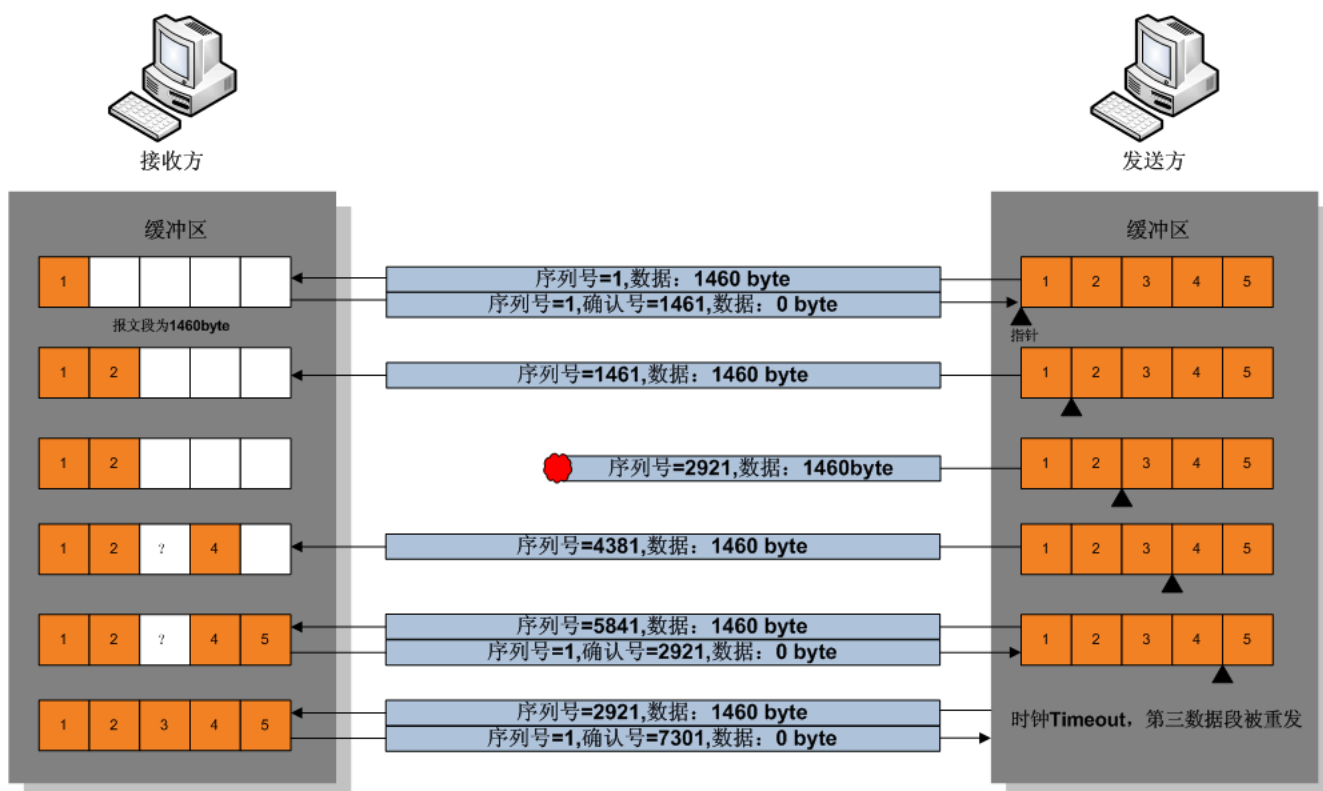 接收方
发送方
缓冲区
缓冲区
1
序列号=1,数据：1460 byte
1 2 3 4 5
序列号=1,确认号=1461,数据：0 byte
报文段为1460byte
指针
1 2
序列号=1461,数据：1460 byte
1 2 3 4 5
1 2
序列号=2921,数据：1460byte
1 2 3 4 5
1 2 ? 4
序列号=4381,数据：1460 byte
1 2 3 4 5
1 2 ? 4 5
序列号=5841,数据：1460 byte
1 2 3 4 5
序列号=1,确认号=2921,数据：0 byte
1 2 3 4 5
序列号=2921,数据：1460 byte
时钟Timeout，第三数据段被重发
序列号=1,确认号=7301,数据：0 byte